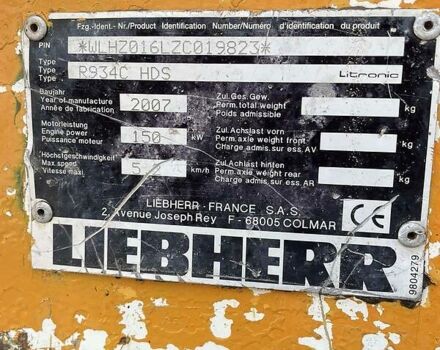 Fzg.-Ident.- Nr./Product Identification Number/Numéro d'identification du produit
PIN *WLHZ016LZC019823*
Type
Type R934C HDS Litronic
Type
Baujahr
Year of manufacture 2007
Année de fabrication
Zul Ges.Gew
Perm.total weight kg
Poids admissible
Motorleistung
Engine power 150 kW
Puissance moteur
Zul Achslast vorn
Perm.axle weight front kg
Charge admis.sur ess.AV
Höchstgeschwindigkeit
Max speed km/h
Vitesse maxi
Zul Achslast hinten
Perm.axle weight rear kg
Charge admis.sur ess.AR
LIEBHERR - FRANCE S.A.S.
2, Avenue Joseph Rey F - 68005 COLMAR
CE
LIEBHERR
9804279